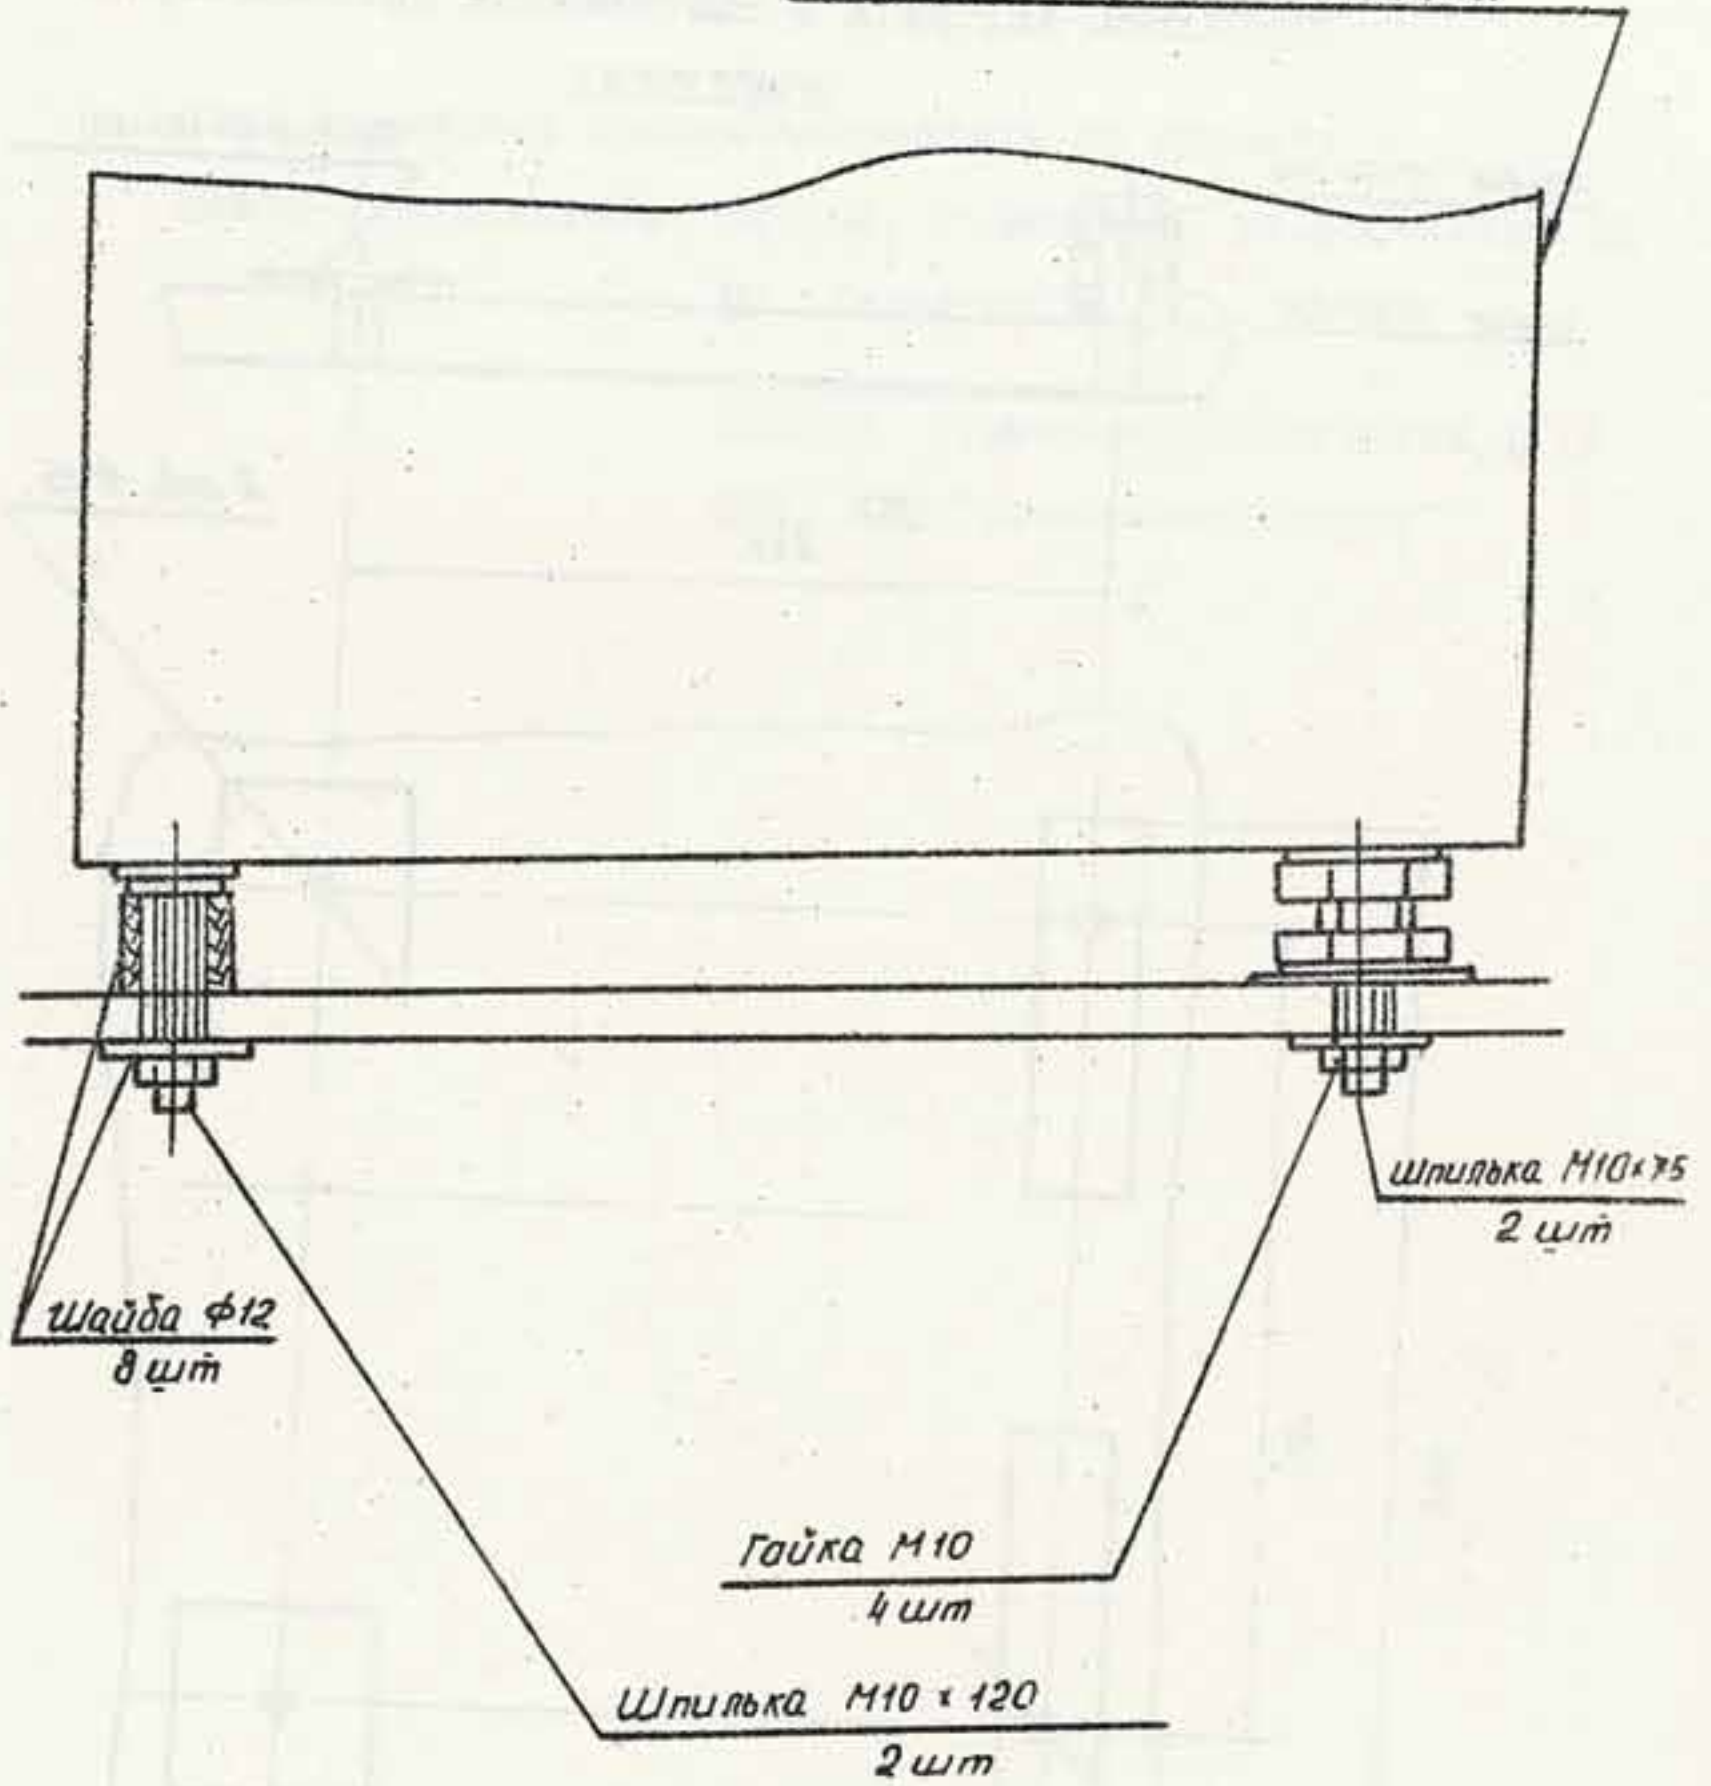 Шпилька М10×75
2 шт
Шайба ф12
8 шт
Гайка М10
4 шт
Шпилька М10 × 120
2 шт